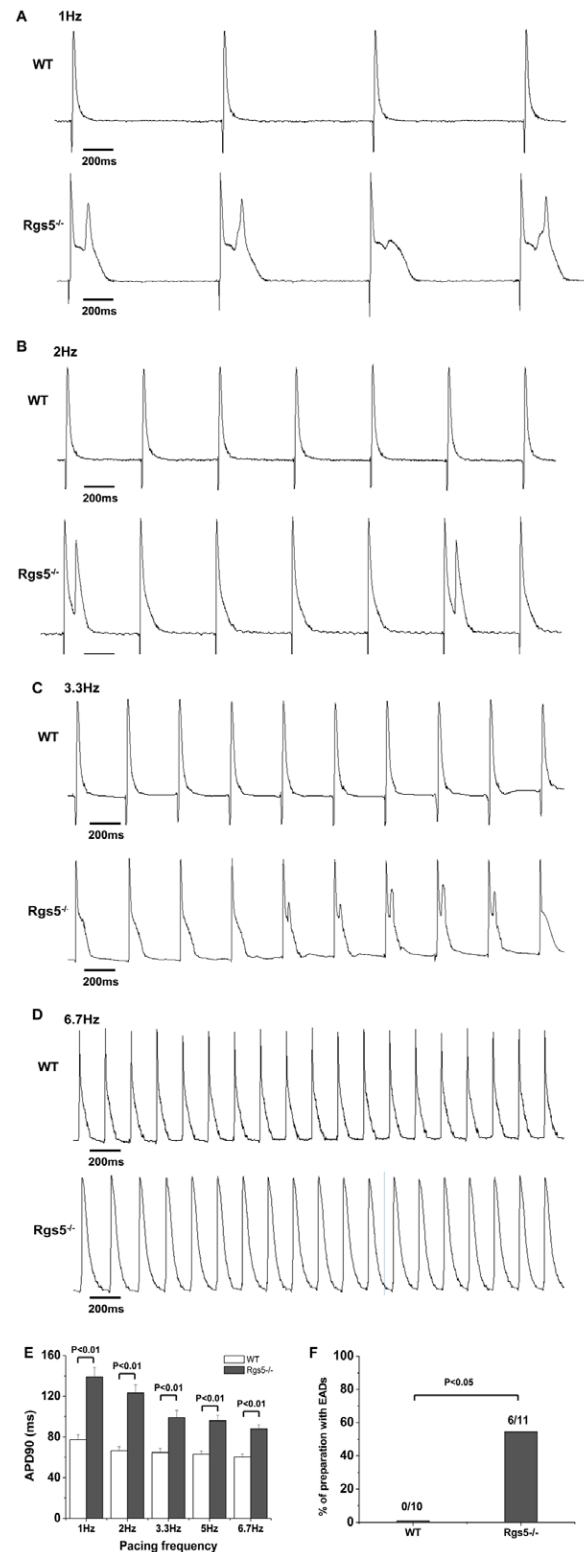 A 1Hz
WT
200ms
Rgs5-/-
200ms
B 2Hz
WT
200ms
Rgs5-/-
C 3.3Hz
WT
200ms
Rgs5-/-
200ms
D 6.7Hz
WT
200ms
Rgs5-/-
200ms
E
160
120
80
40
0
APD90 (ms)
P<0.01
P<0.01
P<0.01
P<0.01
P<0.01
WT
Rgs5-/-
1Hz 2Hz 3.3Hz 5Hz 6.7Hz
Pacing frequency
F
100
80
60
40
20
0
% of preparation with EADs
P<0.05
6/11
0/10
WT Rgs5-/-